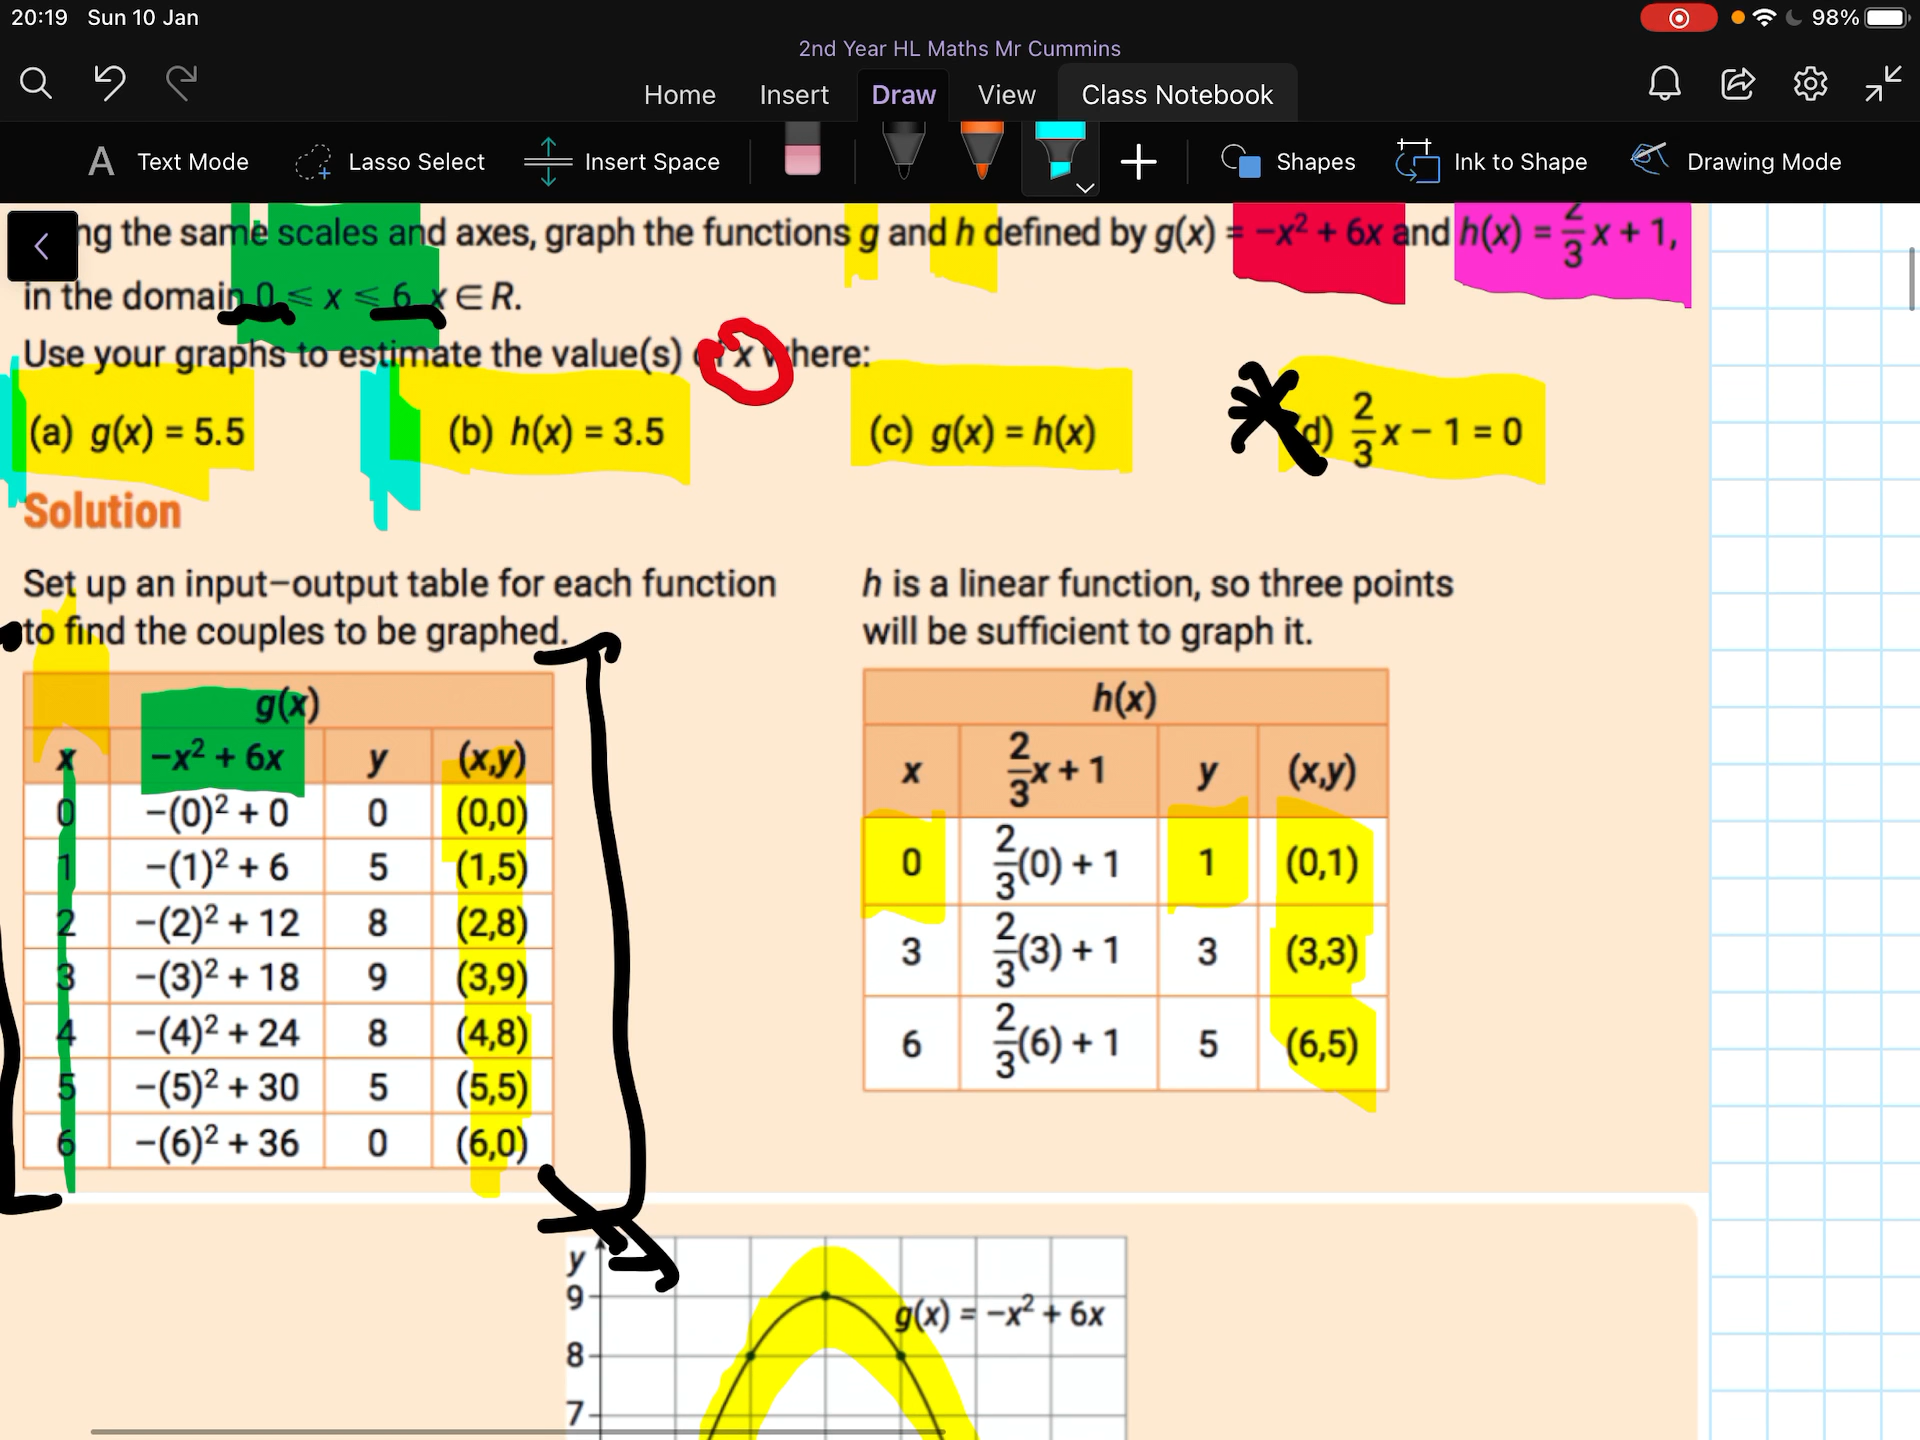 20:19 Sun 10 Jan
98%
2nd Year HL Maths Mr Cummins
Home Insert Draw View Class Notebook
A Text Mode Lasso Select Insert Space Shapes Ink to Shape Drawing Mode
ng the same scales and axes, graph the functions g and h defined by g(x) = −x² + 6x and h(x) = 2/3 x + 1,
in the domain 0 ⩽ x ⩽ 6 x ∈ R.
Use your graphs to estimate the value(s) of x where:
(a) g(x) = 5.5 (b) h(x) = 3.5 (c) g(x) = h(x) d) 2/3 x − 1 = 0
Solution
Set up an input–output table for each function
to find the couples to be graphed.
g(x)
x −x² + 6x y (x,y)
0 −(0)² + 0 0 (0,0)
1 −(1)² + 6 5 (1,5)
2 −(2)² + 12 8 (2,8)
3 −(3)² + 18 9 (3,9)
4 −(4)² + 24 8 (4,8)
5 −(5)² + 30 5 (5,5)
6 −(6)² + 36 0 (6,0)
h is a linear function, so three points
will be sufficient to graph it.
h(x)
x 2/3 x + 1 y (x,y)
0 2/3 (0) + 1 1 (0,1)
3 2/3 (3) + 1 3 (3,3)
6 2/3 (6) + 1 5 (6,5)
y
9
g(x) = −x² + 6x
8
7